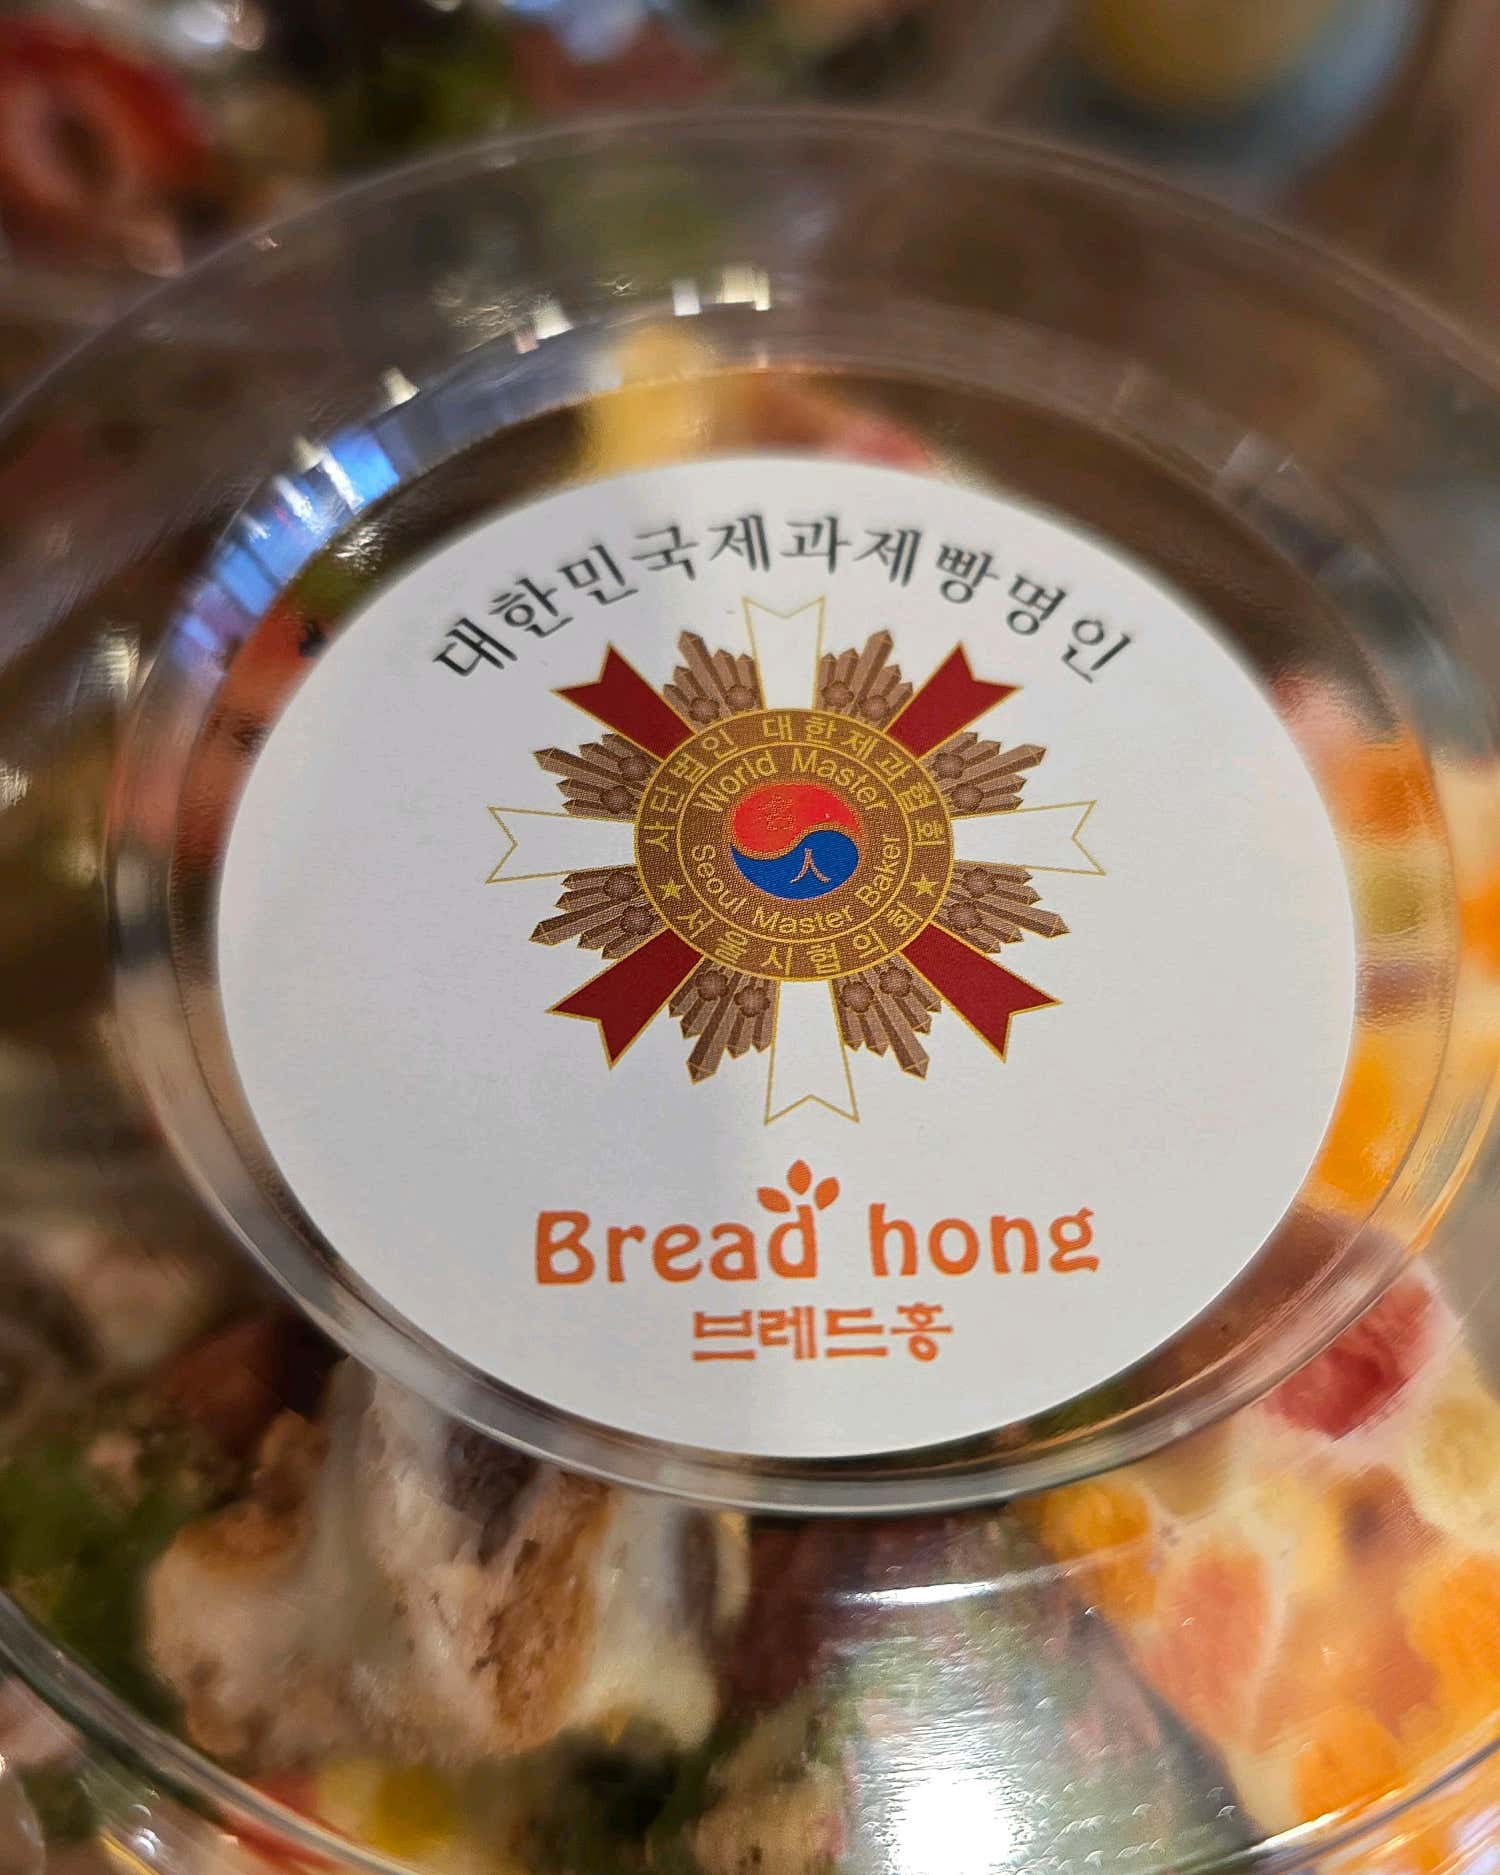 대한민국제과제빵명인
사단법인 대한제과협회
World Master
Seoul Master Baker
★ 서울시협의회 ★
人
Bread hong
브레드홍